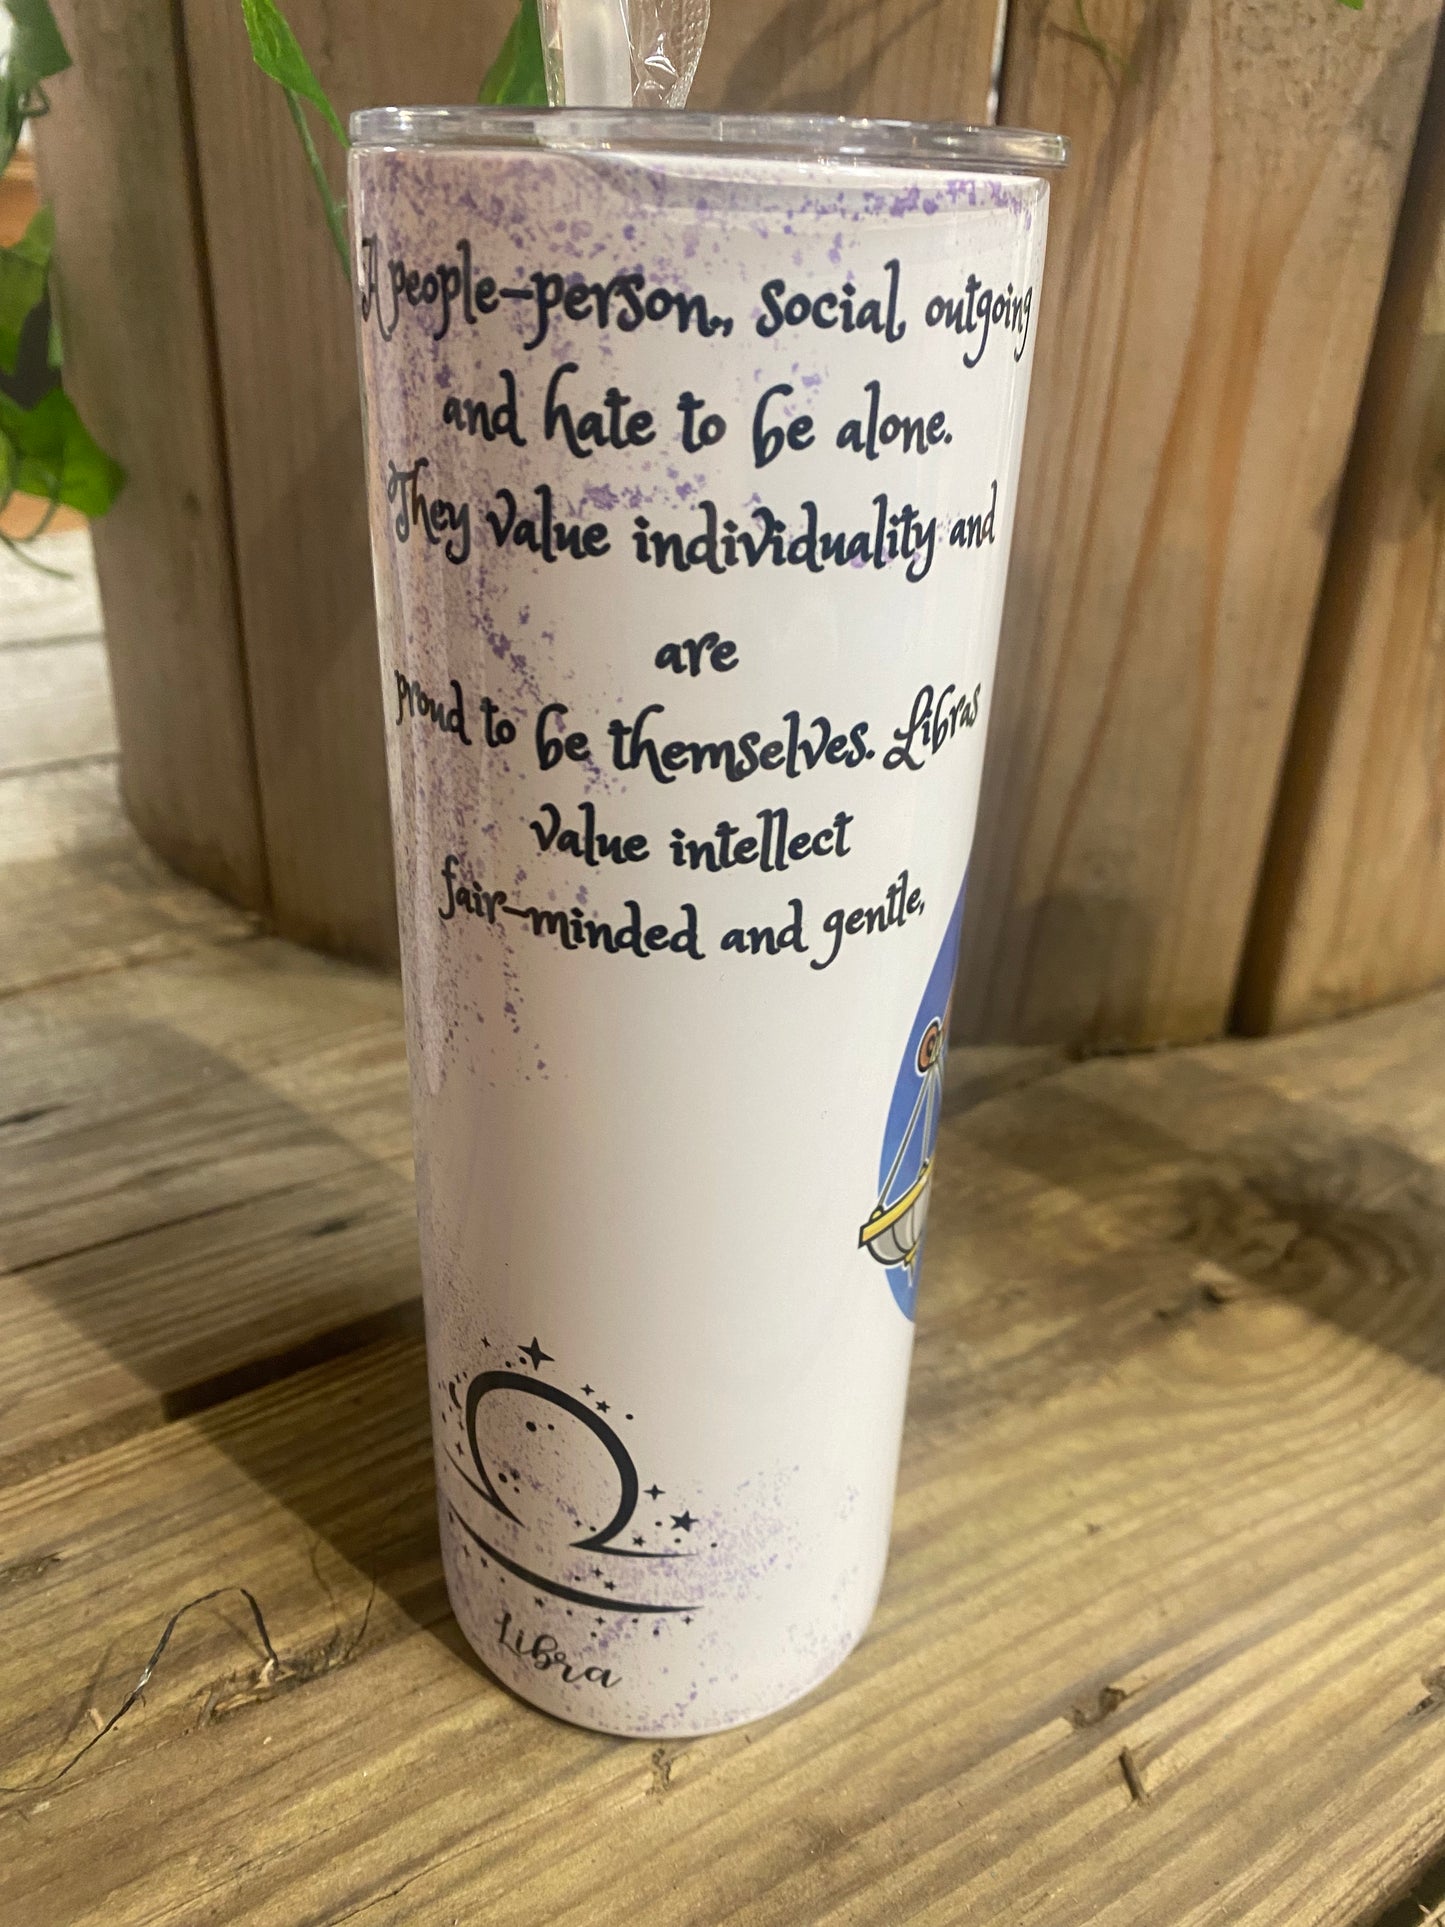 A people-person,, social, outgoing
and hate to be alone.
They value individuality and
are
proud to be themselves. Libras
value intellect
fair-minded and gentle,
Libra